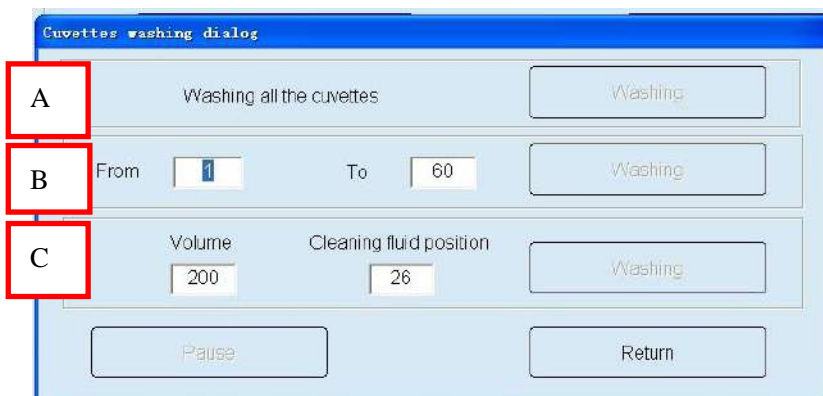 Cuvettes washing dialog
A
Washing all the cuvettes Washing
B
From 1 To 60 Washing
C
Volume Cleaning fluid position
200 26 Washing
Pause Return